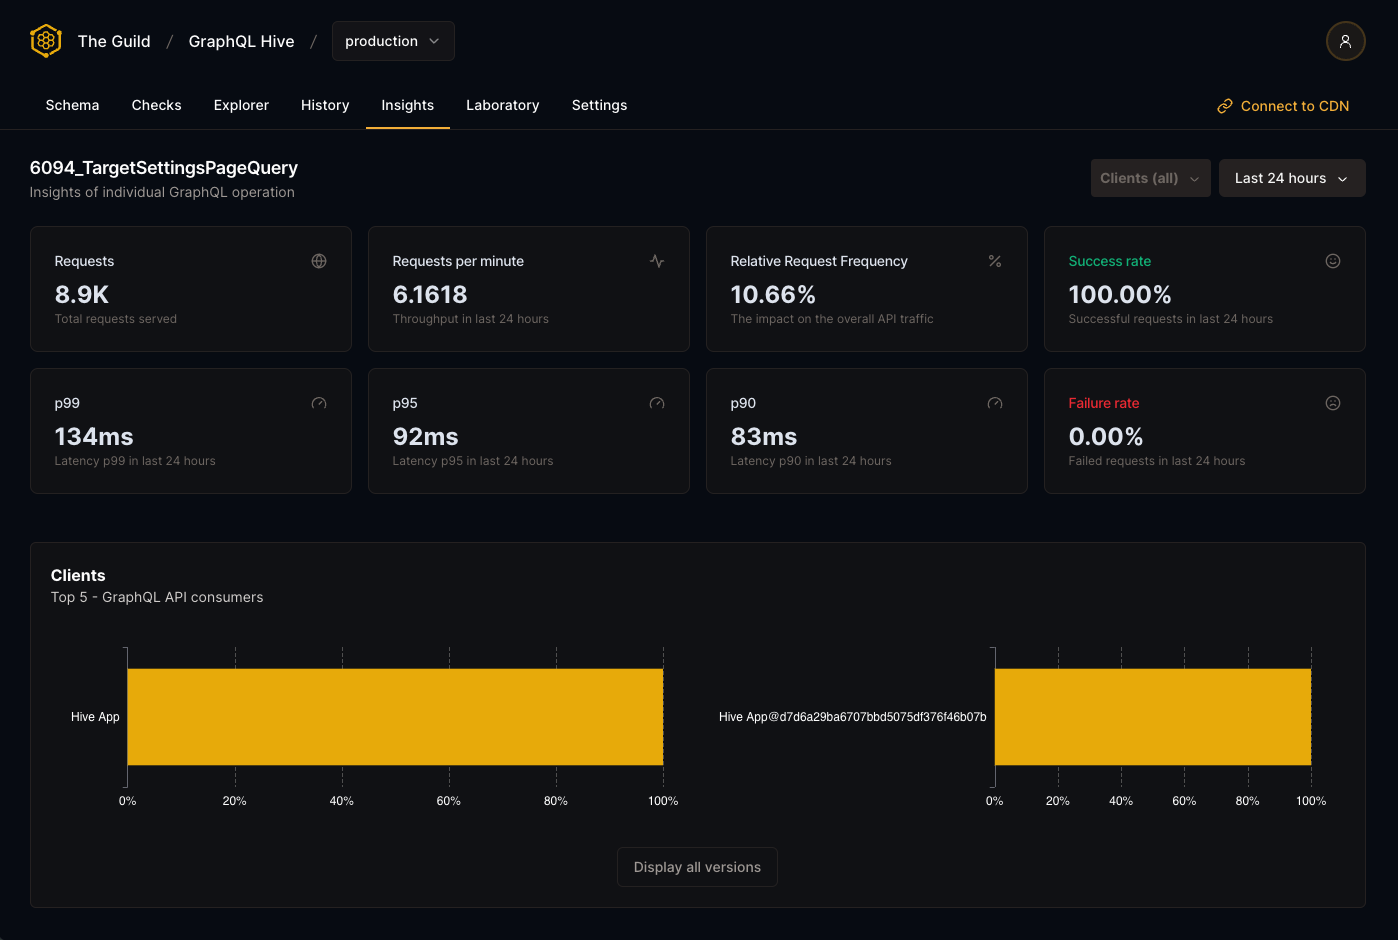 The Guild / GraphQL Hive / production
Schema Checks Explorer History Insights Laboratory Settings Connect to CDN
6094_TargetSettingsPageQuery
Insights of individual GraphQL operation
Clients (all) Last 24 hours
Requests
8.9K
Total requests served
Requests per minute
6.1618
Throughput in last 24 hours
Relative Request Frequency
10.66%
The impact on the overall API traffic
Success rate
100.00%
Successful requests in last 24 hours
p99
134ms
Latency p99 in last 24 hours
p95
92ms
Latency p95 in last 24 hours
p90
83ms
Latency p90 in last 24 hours
Failure rate
0.00%
Failed requests in last 24 hours
Clients
Top 5 - GraphQL API consumers
Hive App
0% 20% 40% 60% 80% 100%
Hive App@d7d6a29ba6707bbd5075df376f46b07b
0% 20% 40% 60% 80% 100%
Display all versions